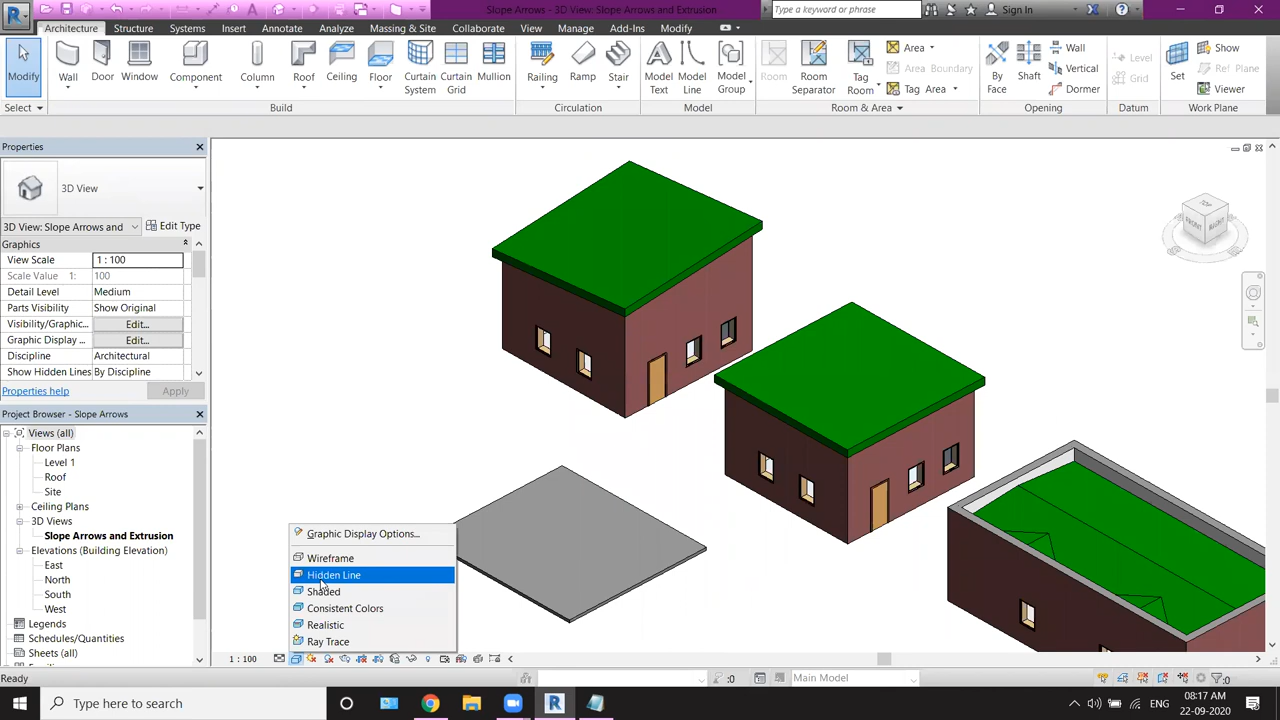 Slope Arrows - 3D View: Slope Arrows and Extrusion
Type a keyword or phrase
Sign In
Architecture Structure Systems Insert Annotate Analyze Massing & Site Collaborate View Manage Add-Ins Modify
Modify Wall Door Window Component Column Roof Ceiling Floor Curtain System Curtain Grid Mullion Railing Ramp Stair Model Text Model Line Model Group Room Room Separator Tag Room Area Area Boundary Tag Area By Face Shaft Wall Vertical Dormer Level Grid Set Show Ref Plane Viewer
Select Build Circulation Model Room & Area Opening Datum Work Plane
Properties
3D View
3D View: Slope Arrows and
Edit Type
Graphics
View Scale 1 : 100
Scale Value 1: 100
Detail Level Medium
Parts Visibility Show Original
Visibility/Graphic... Edit...
Graphic Display ... Edit...
Discipline Architectural
Show Hidden Lines By Discipline
Properties help Apply
Project Browser - Slope Arrows
Views (all)
Floor Plans
Level 1
Roof
Site
Ceiling Plans
3D Views
Slope Arrows and Extrusion
Elevations (Building Elevation)
East
North
South
West
Legends
Schedules/Quantities
Sheets (all)
TOP
FRONT
RIGHT
Graphic Display Options...
Wireframe
Hidden Line
Shaded
Consistent Colors
Realistic
Ray Trace
1 : 100
Ready
:0
Main Model
:0
Type here to search
ENG
08:17 AM
22-09-2020